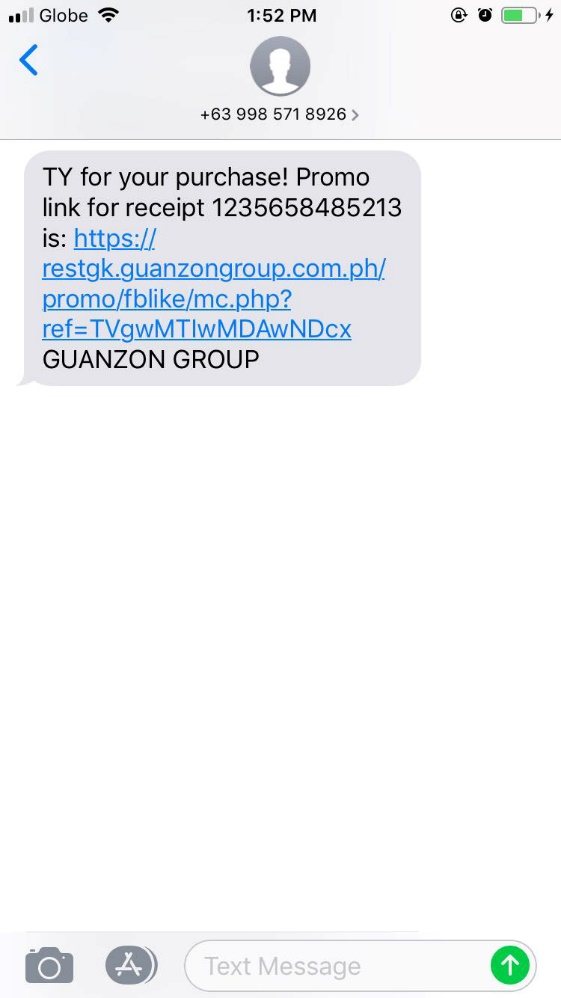 Globe
1:52 PM
+63 998 571 8926
TY for your purchase! Promo
link for receipt 1235658485213
is: https://
restgk.guanzongroup.com.ph/
promo/fblike/mc.php?
ref=TVgwMTIwMDAwNDcx
GUANZON GROUP
Text Message